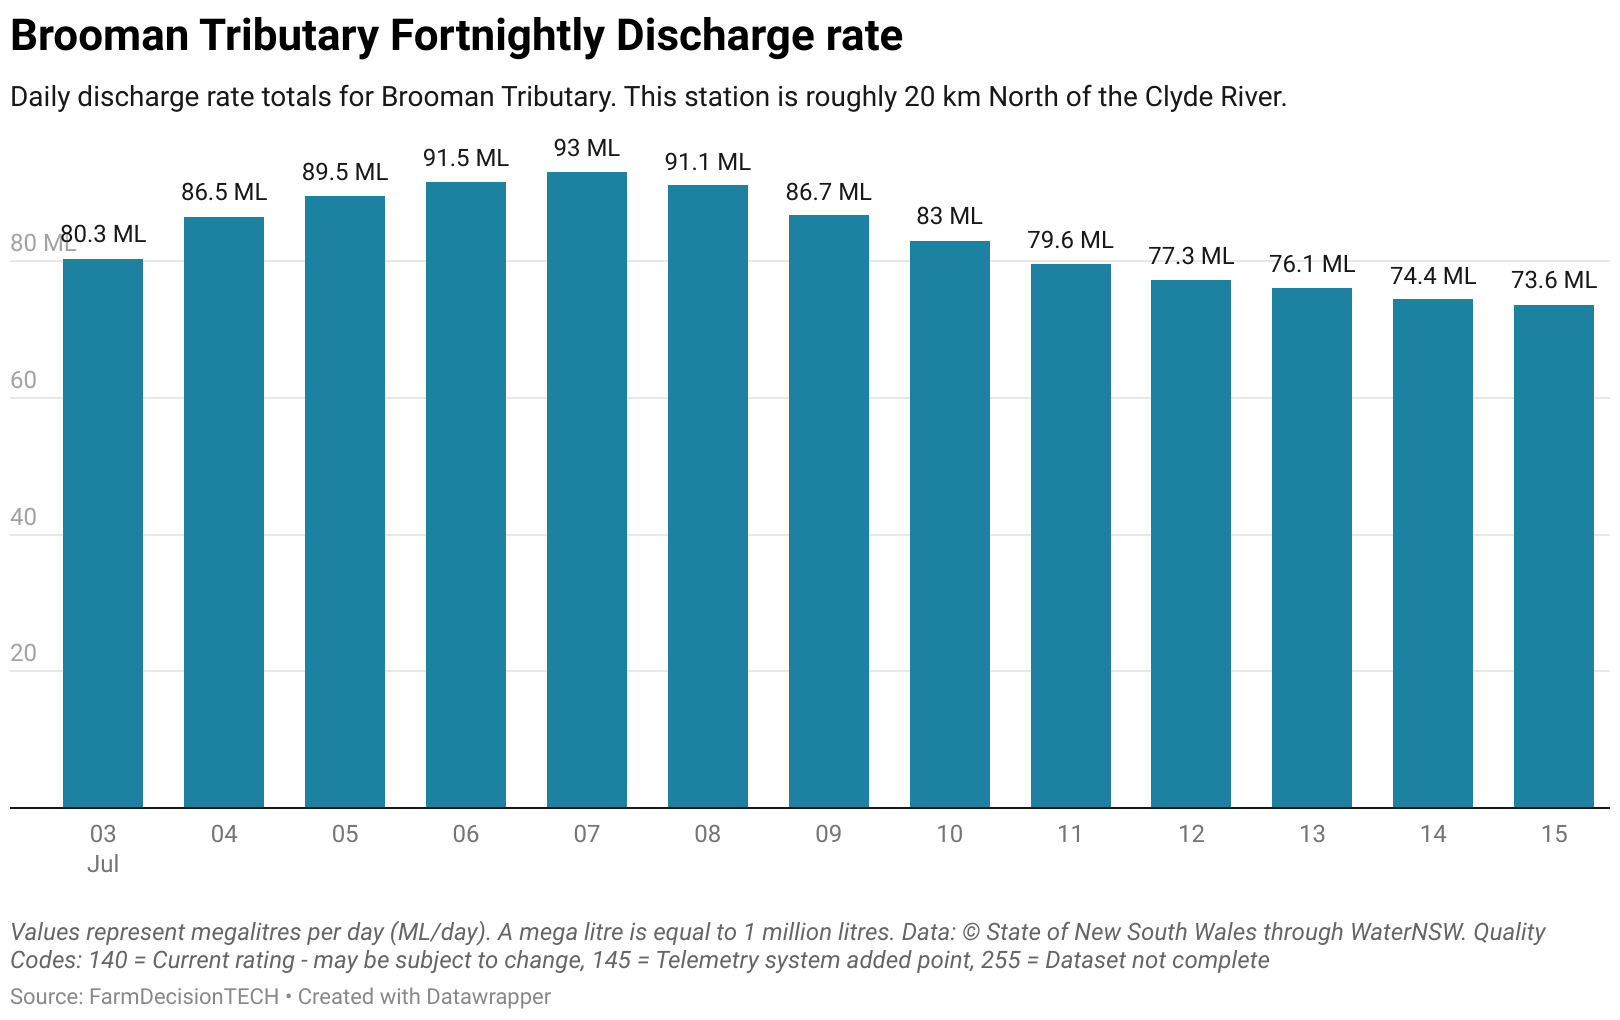 Brooman Tributary Fortnightly Discharge rate
Daily discharge rate totals for Brooman Tributary. This station is roughly 20 km North of the Clyde River.
80.3 ML
86.5 ML
89.5 ML
91.5 ML
93 ML
91.1 ML
86.7 ML
83 ML
79.6 ML
77.3 ML
76.1 ML
74.4 ML
73.6 ML
80 ML
60
40
20
03
Jul
04
05
06
07
08
09
10
11
12
13
14
15
Values represent megalitres per day (ML/day). A mega litre is equal to 1 million litres. Data: © State of New South Wales through WaterNSW. Quality
Codes: 140 = Current rating - may be subject to change, 145 = Telemetry system added point, 255 = Dataset not complete
Source: FarmDecisionTECH • Created with Datawrapper